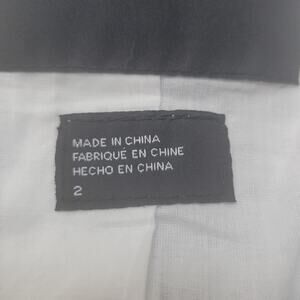 MADE IN CHINA
FABRIQUÉ EN CHINE
HECHO EN CHINA
2